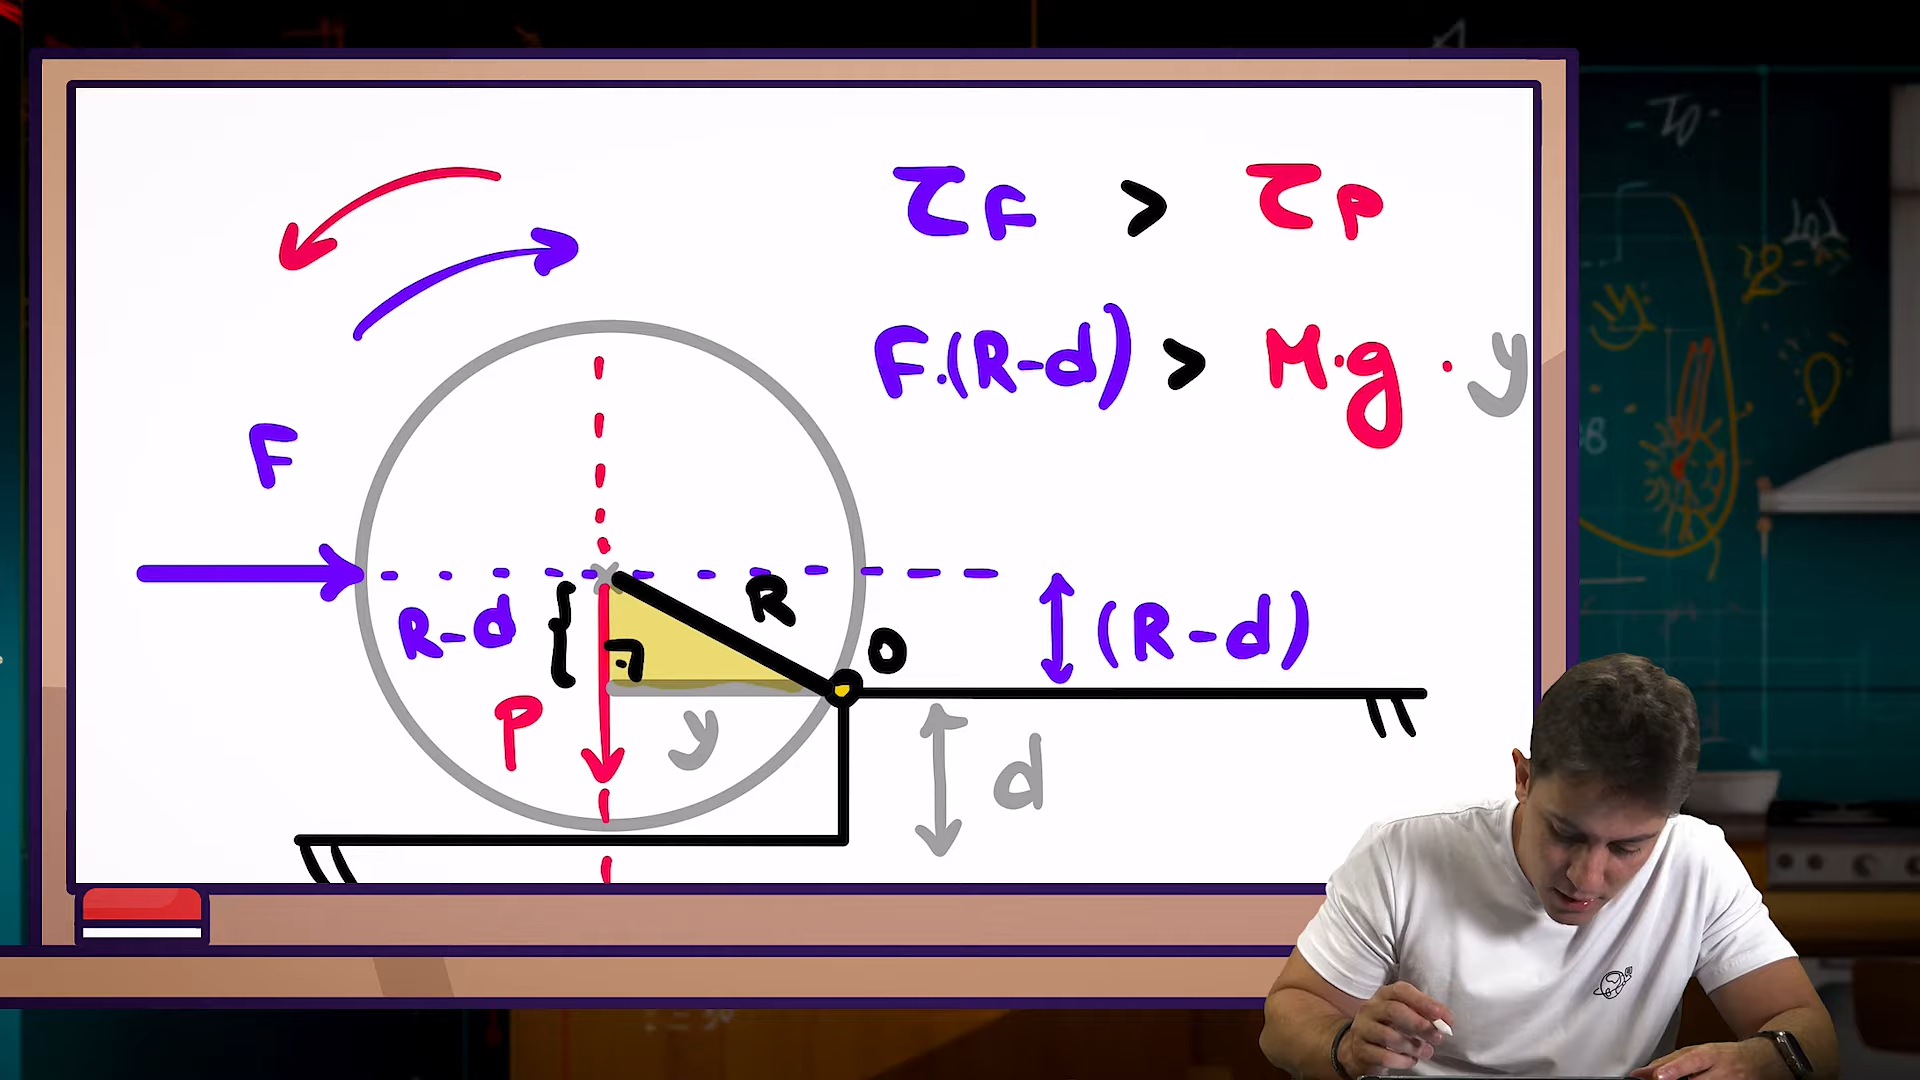 τF > τP
F.(R-d) > M.g . y
F
R-d
R
O
(R-d)
P
y
d